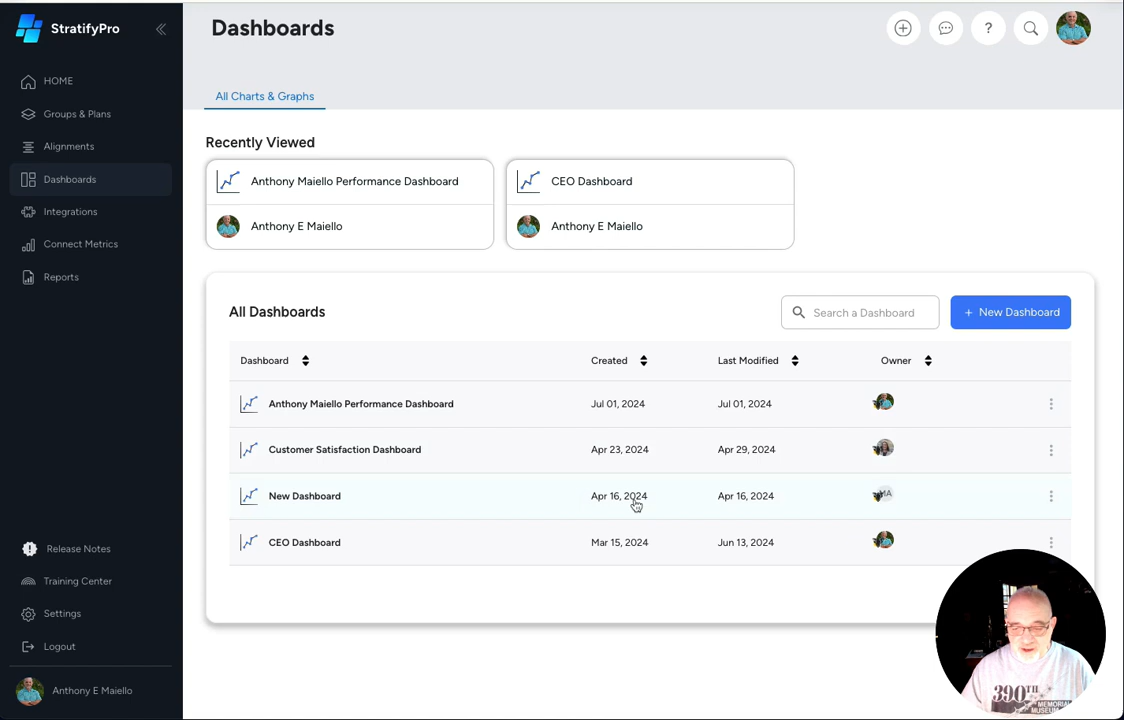 StratifyPro
Dashboards
?
HOME
Groups & Plans
Alignments
Dashboards
Integrations
Connect Metrics
Reports
All Charts & Graphs
Recently Viewed
Anthony Maiello Performance Dashboard
Anthony E Maiello
CEO Dashboard
Anthony E Maiello
All Dashboards
Search a Dashboard
+ New Dashboard
Dashboard Created Last Modified Owner
Anthony Maiello Performance Dashboard Jul 01, 2024 Jul 01, 2024
Customer Satisfaction Dashboard Apr 23, 2024 Apr 29, 2024
New Dashboard Apr 16, 2024 Apr 16, 2024 MA
CEO Dashboard Mar 15, 2024 Jun 13, 2024
Release Notes
Training Center
Settings
Logout
Anthony E Maiello
390TH
MEMORIAL
MUSEUM